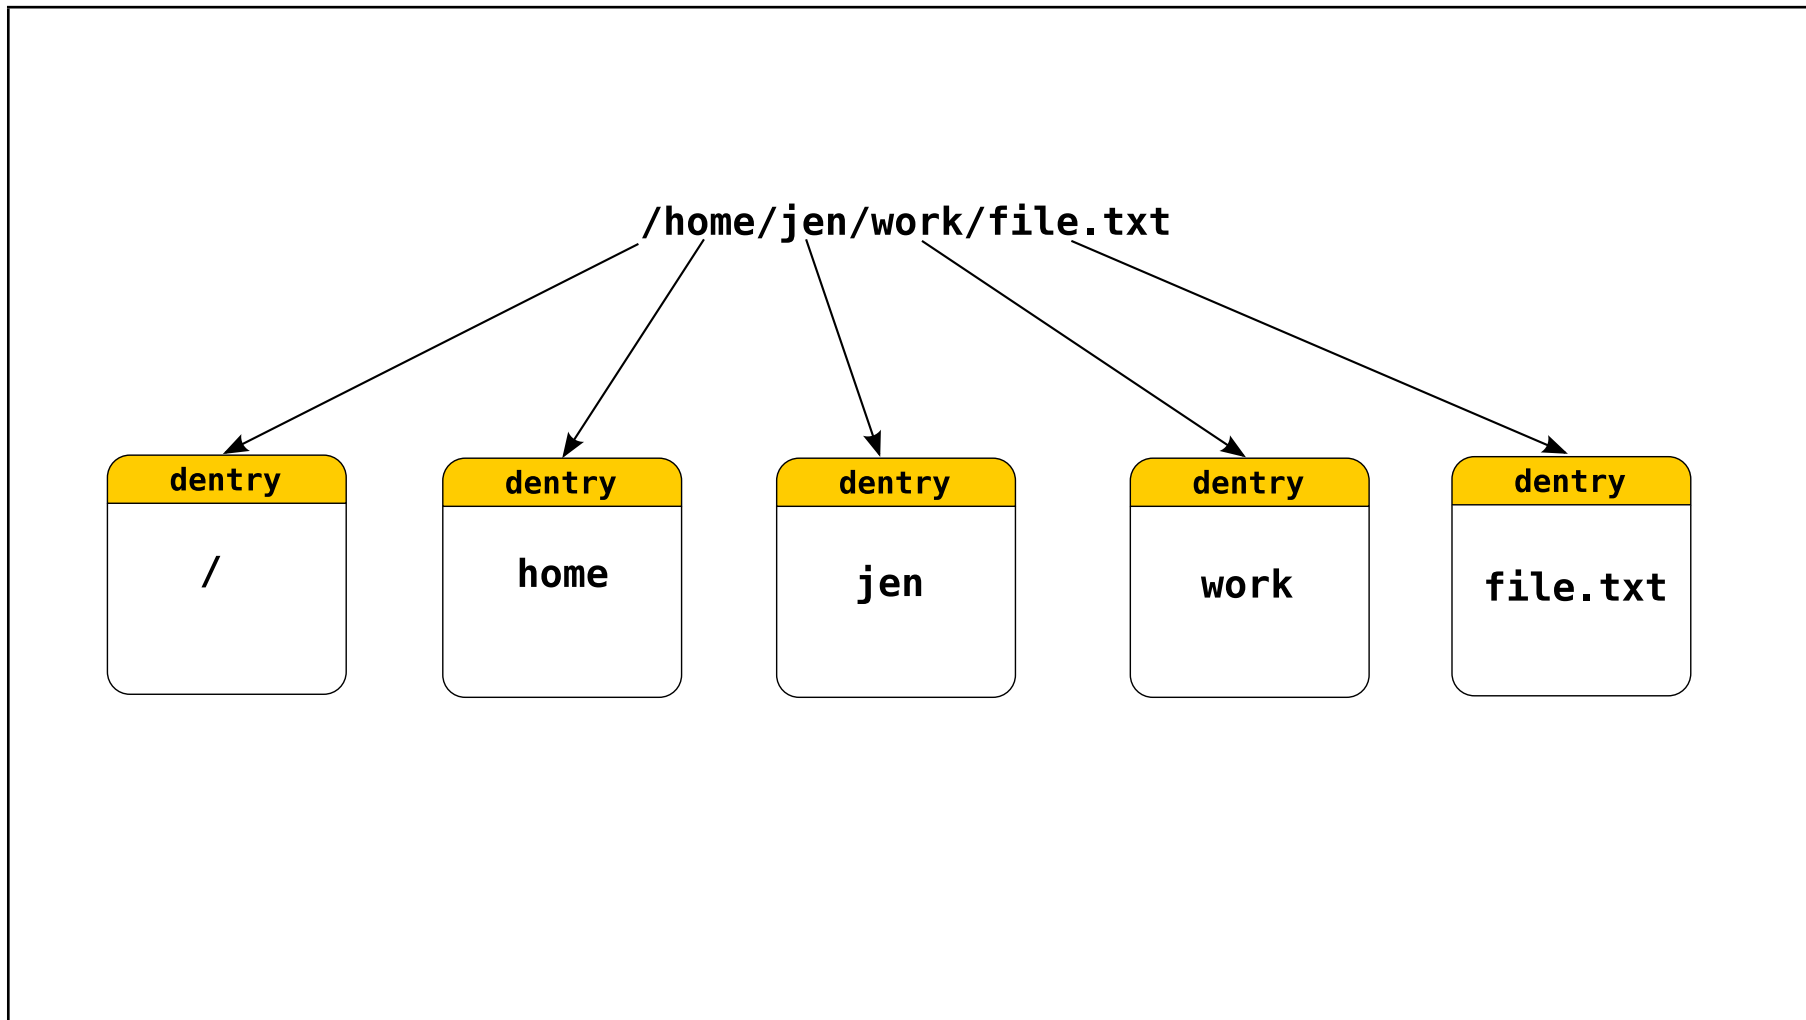 /home/jen/work/file.txt
dentry
/
dentry
home
dentry
jen
dentry
work
dentry
file.txt